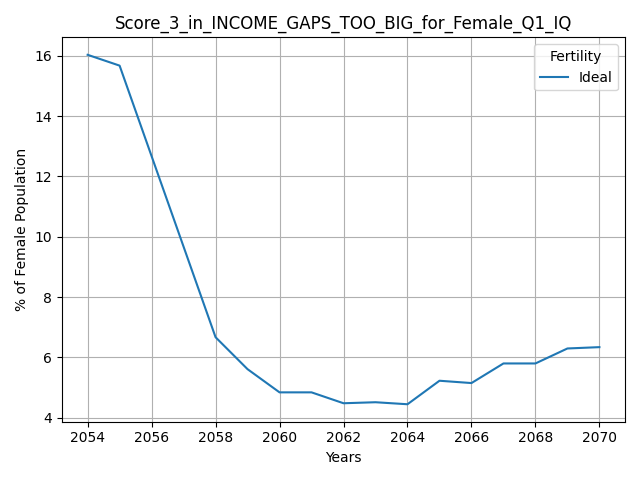 Score_3_in_INCOME_GAPS_TOO_BIG_for_Female_Q1_IQ
Fertility
Ideal
% of Female Population
16
14
12
10
8
6
4
2054 2056 2058 2060 2062 2064 2066 2068 2070
Years